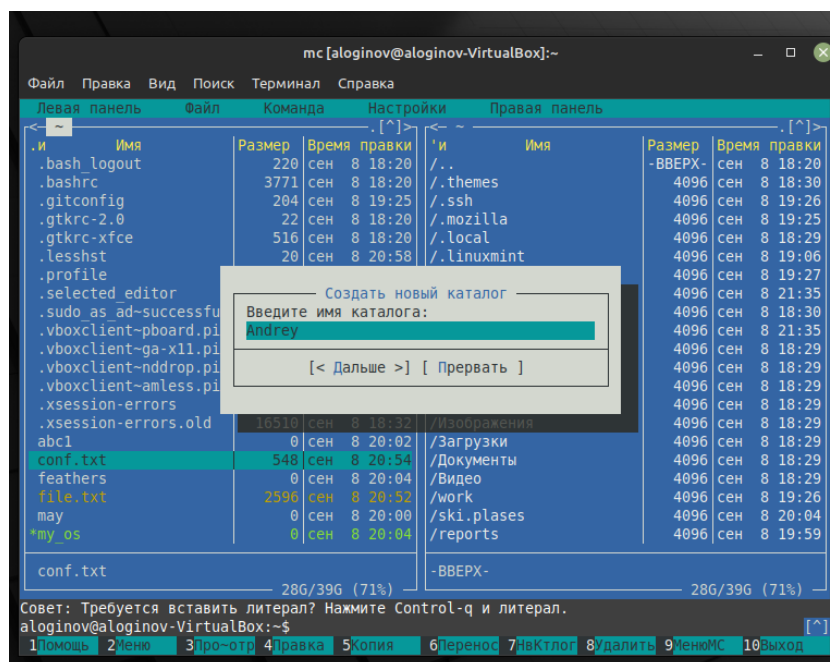 mc [aloginov@aloginov-VirtualBox]:~
Файл Правка Вид Поиск Терминал Справка
Левая панель Файл Команда Настройки Правая панель
<- ~ .[^]> <- ~ .[^]>
.и Имя Размер Время правки 'и Имя Размер Время правки
.bash_logout 220 сен 8 18:20 /.. -ВВЕРХ- сен 8 18:20
.bashrc 3771 сен 8 18:20 /.themes 4096 сен 8 18:30
.gitconfig 204 сен 8 19:25 /.ssh 4096 сен 8 19:26
.gtkrc-2.0 22 сен 8 18:20 /.mozilla 4096 сен 8 19:25
.gtkrc-xfce 516 сен 8 18:20 /.local 4096 сен 8 18:29
.lesshst 20 сен 8 20:58 /.linuxmint 4096 сен 8 19:06
.profile 4096 сен 8 19:27
.selected_editor Создать новый каталог 4096 сен 8 21:35
.sudo_as_ad~successfu Введите имя каталога: 4096 сен 8 18:30
.vboxclient~pboard.pi Andrey 4096 сен 8 21:35
.vboxclient~ga-x11.pi 4096 сен 8 18:29
.vboxclient~nddrop.pi [< Дальше >] [ Прервать ] 4096 сен 8 18:29
.vboxclient~amless.pi 4096 сен 8 18:29
.xsession-errors 4096 сен 8 18:29
.xsession-errors.old 16510 сен 8 18:32 /Изображения 4096 сен 8 18:29
abc1 0 сен 8 20:02 /Загрузки 4096 сен 8 18:29
conf.txt 548 сен 8 20:54 /Документы 4096 сен 8 18:29
feathers 0 сен 8 20:04 /Видео 4096 сен 8 18:29
file.txt 2596 сен 8 20:52 /work 4096 сен 8 19:26
may 0 сен 8 20:00 /ski.plases 4096 сен 8 20:04
*my_os 0 сен 8 20:04 /reports 4096 сен 8 19:59
conf.txt -ВВЕРХ-
28G/39G (71%) 28G/39G (71%)
Совет: Требуется вставить литерал? Нажмите Control-q и литерал.
aloginov@aloginov-VirtualBox:~$ [^]
1Помощь 2Меню 3Про~отр 4Правка 5Копия 6Перенос 7НвКтлог 8Удалить 9МенюMC 10Выход